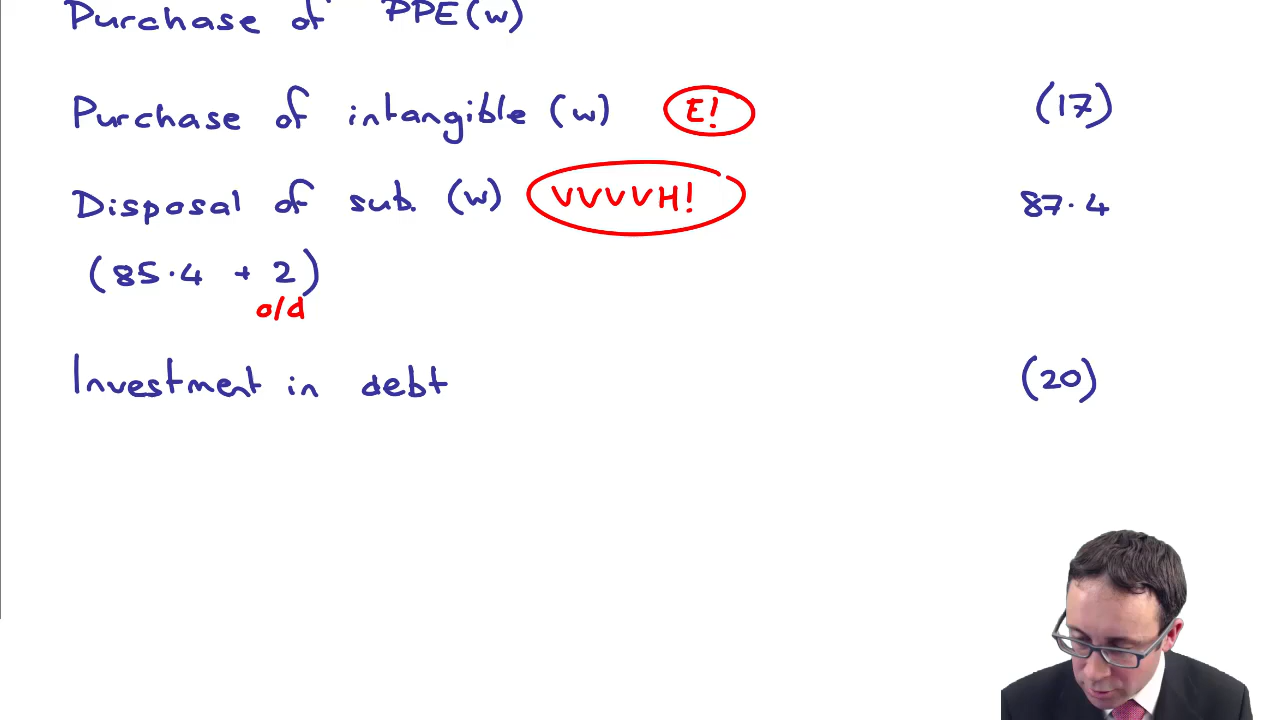 Purchase of PPE (w)
Purchase of intangible (w) E! (17)
Disposal of sub. (w) VVVVH! 87.4
(85.4 + 2)
o/d
Investment in debt (20)